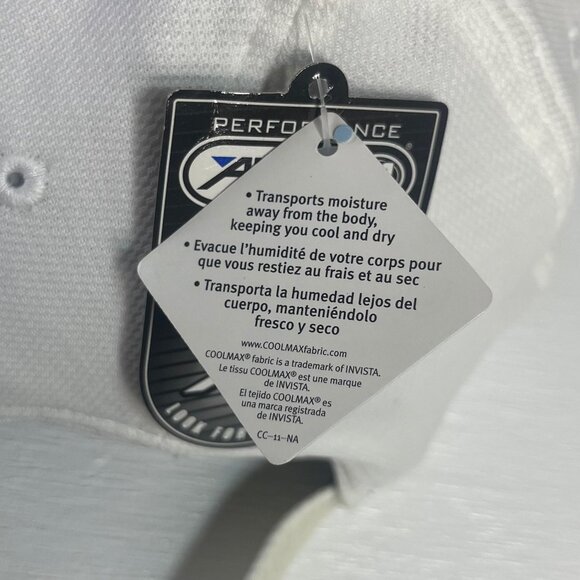 PERFORMANCE
• Transports moisture
away from the body,
keeping you cool and dry
• Evacue l'humidité de votre corps pour
que vous restiez au frais et au sec
• Transporta la humedad lejos del
cuerpo, manteniéndolo
fresco y seco
www.COOLMAXfabric.com
COOLMAX® fabric is a trademark of INVISTA.
Le tissu COOLMAX® est une marque
de INVISTA.
El tejido COOLMAX® es
una marca registrada
de INVISTA.
CC-11-NA
LOOK FOR